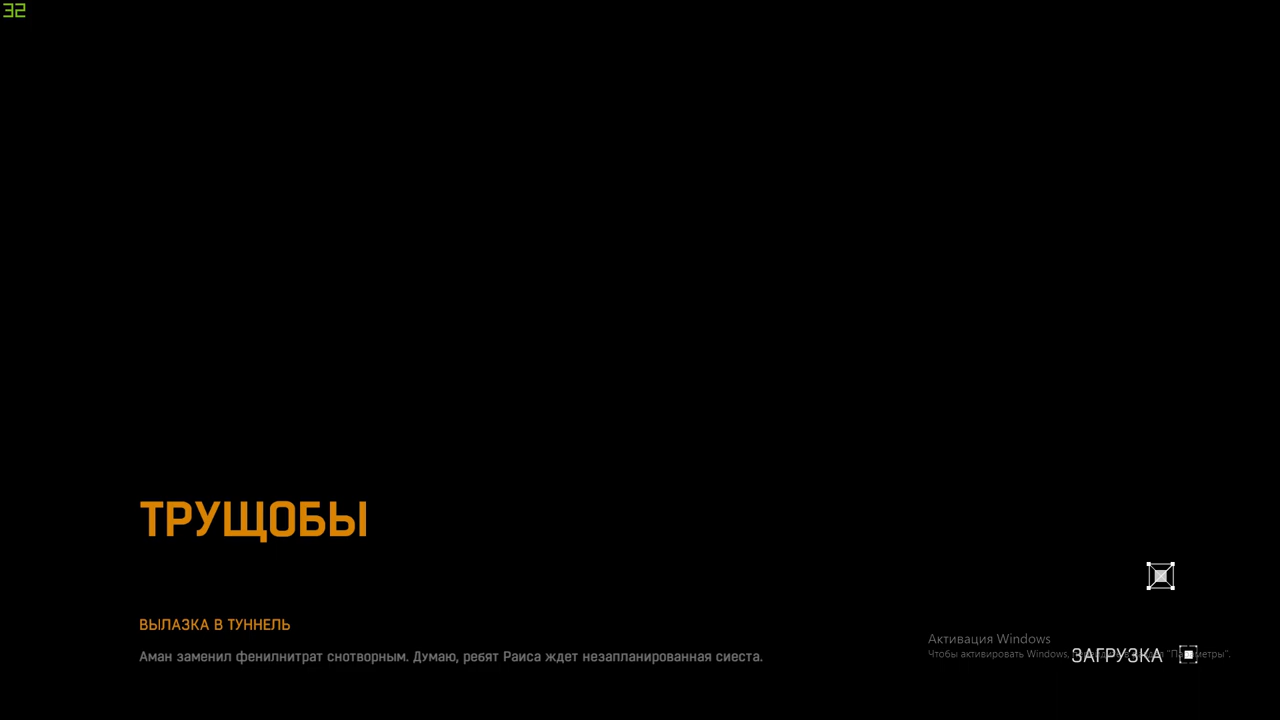 32
ТРУЩОБЫ
ВЫЛАЗКА В ТУННЕЛЬ
Аман заменил фенилнитрат снотворным. Думаю, ребят Раиса ждет незапланированная сиеста.
Активация Windows
Чтобы активировать Windows, "Параметры".
ЗАГРУЗКА